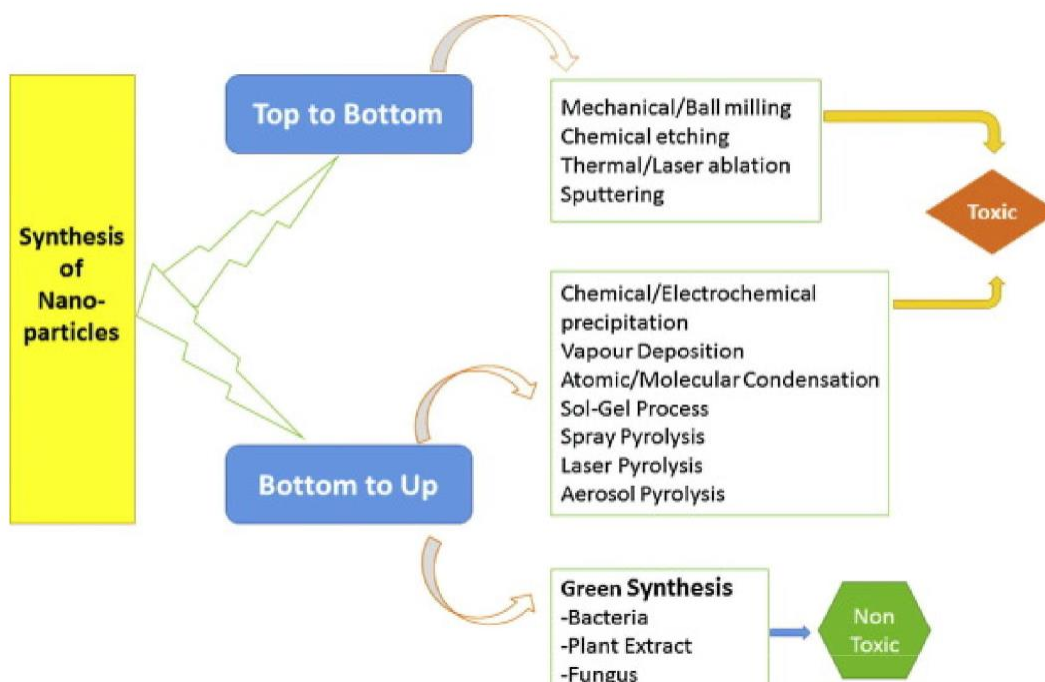 Synthesis
of
Nano-
particles
Top to Bottom
Mechanical/Ball milling
Chemical etching
Thermal/Laser ablation
Sputtering
Toxic
Chemical/Electrochemical
precipitation
Vapour Deposition
Atomic/Molecular Condensation
Sol-Gel Process
Spray Pyrolysis
Laser Pyrolysis
Aerosol Pyrolysis
Bottom to Up
Green Synthesis
-Bacteria
-Plant Extract
-Fungus
Non
Toxic